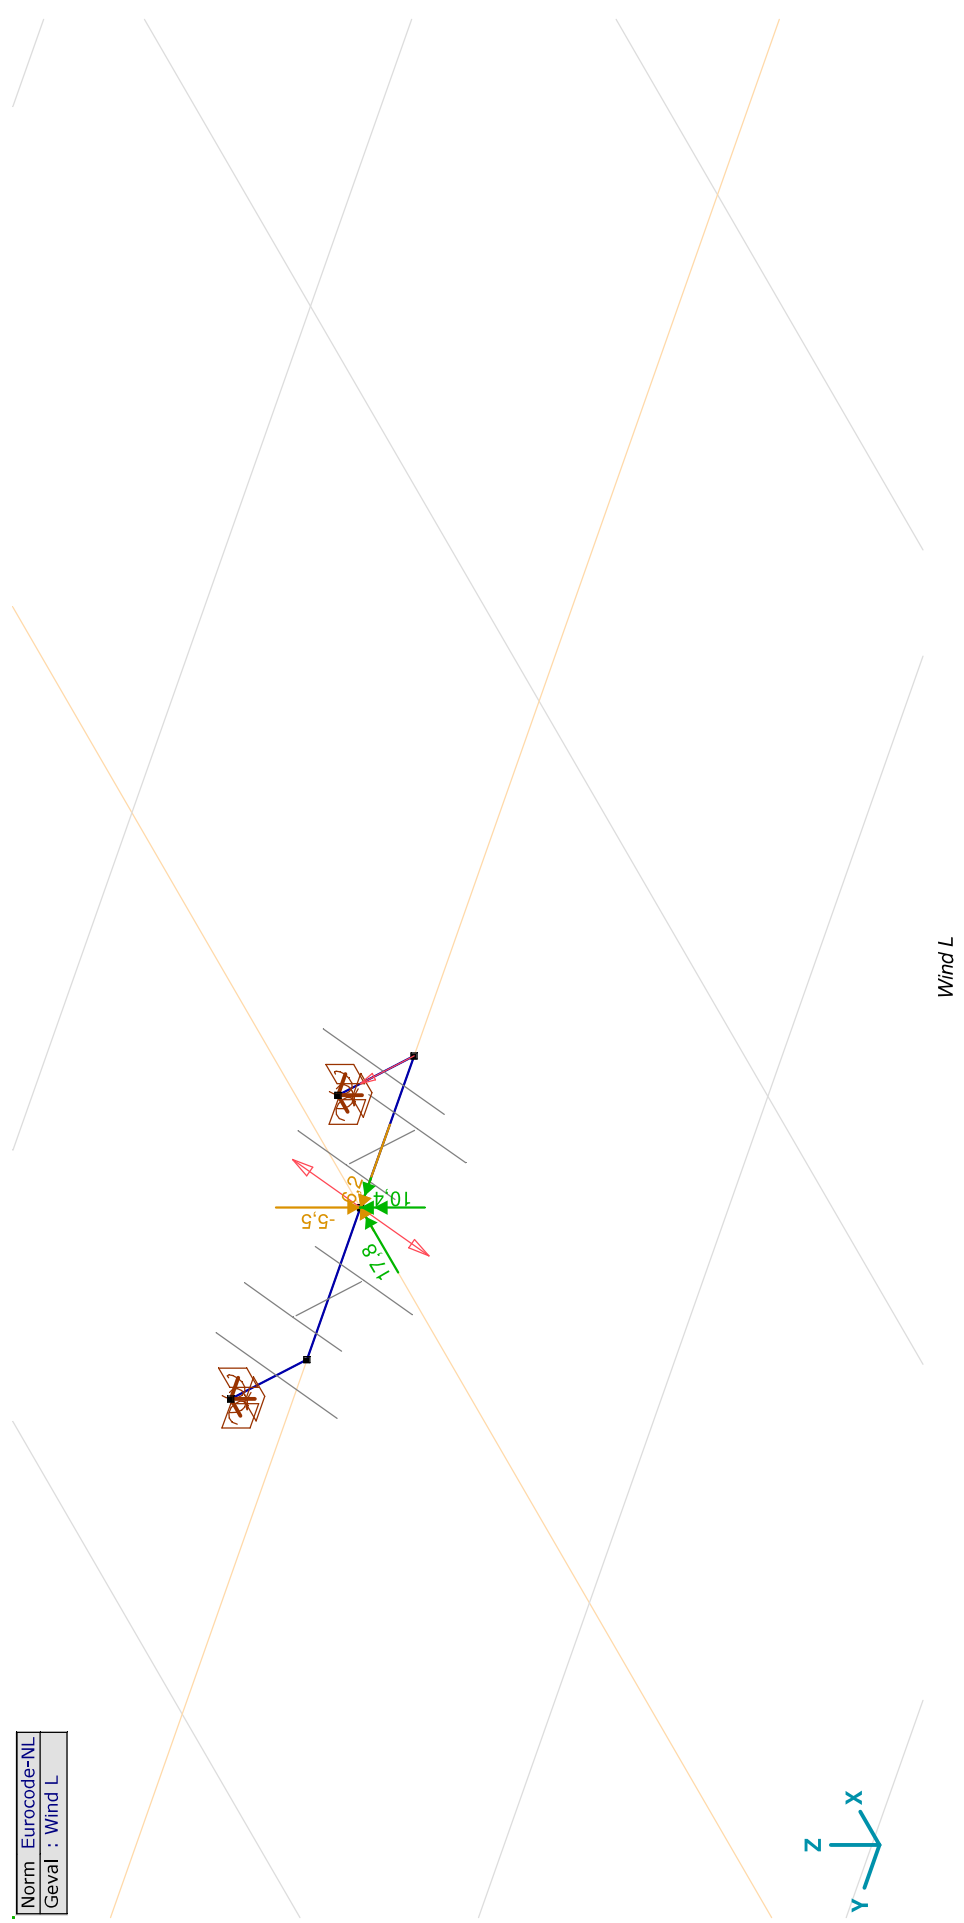 Norm Eurocode-NL
Geval : Wind L
-5,5
10,4
17,8
Z
X
Y
Wind L